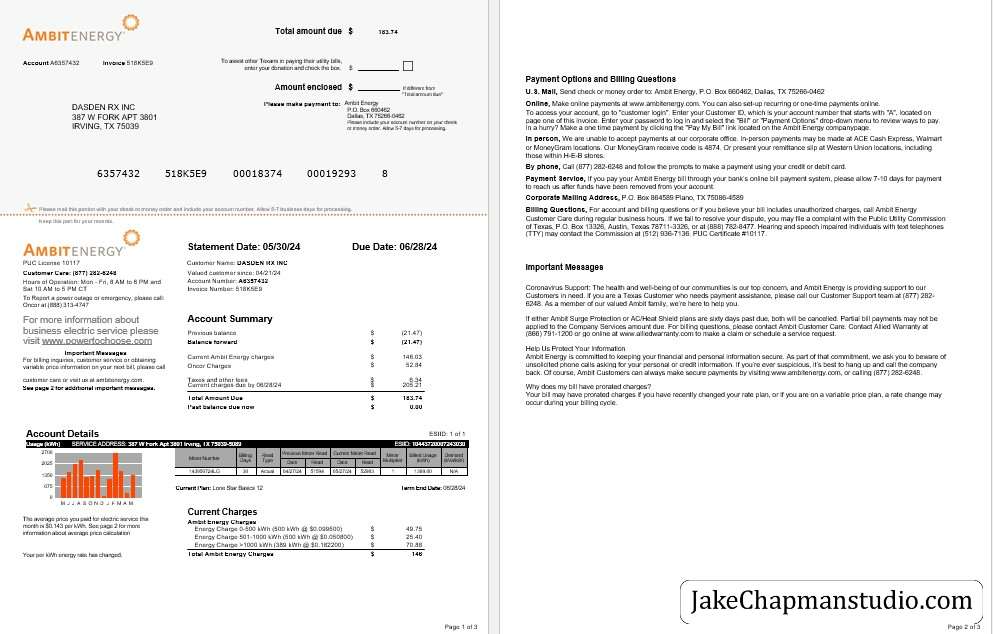 AMBITENERGY
Total amount due $ 183.74
Account A6357432 Invoice 518K5E9
To assist other Texans in paying their utility bills,
enter your donation and check the box. $
Amount enclosed $
If different from
"Total amount due"
Please make payment to: Ambit Energy
P.O. Box 660462
Dallas, TX 75266-0462
Please include your account number on your check
or money order. Allow 5-7 days for processing.
DASDEN RX INC
387 W FORK APT 3801
IRVING, TX 75039
6357432 518K5E9 00018374 00019293 8
Please mail this portion with your check or money order and include your account number. Allow 5-7 business days for processing.
Keep this part for your records.
AMBITENERGY
PUC License 10117
Customer Care: (877) 282-6248
Hours of Operation: Mon - Fri, 8 AM to 6 PM and
Sat 10 AM to 5 PM CT
To Report a power outage or emergency, please call:
Oncor at (888) 313-4747
For more information about
business electric service please
visit www.powertochoose.com
Important Messages
For billing inquiries, customer service or obtaining
variable price information on your next bill, please call
customer care or visit us at ambitenergy.com.
See page 2 for additional important messages.
Statement Date: 05/30/24 Due Date: 06/28/24
Customer Name: DASDEN RX INC
Valued customer since: 04/21/24
Account Number: A6357432
Invoice Number: 518K5E9
Account Summary
Previous balance $ (21.47)
Balance forward $ (21.47)
Current Ambit Energy charges $ 146.03
Oncor Charges $ 52.84
Taxes and other fees $ 6.34
Current charges due by 06/28/24 $ 205.21
Total Amount Due $ 183.74
Past balance due now $ 0.00
Account Details ESIID: 1 of 1
Usage (kWh) SERVICE ADDRESS: 387 W Fork Apt 3801 Irving, TX 75039-5089
2700
2025
1350
675
0
M J J A S O N D J F M A M
Meter Number Billing Days Read Type Previous Meter Read Current Meter Read Meter Multiplier Billed Usage (kWh) Demand
Date Read Date Read
30 Actual 04/27/24 51594 05/27/24 52983 1 1389.00 N/A
Current Plan: Lone Star Basics 12 Term End Date: 06/28/24
The average price you paid for electric service this
month is $0.143 per kWh. See page 2 for more
information about average price calculation
Your per kWh energy rate has changed.
Current Charges
Ambit Energy Charges
Energy Charge 0-500 kWh (500 kWh @ $0.099500) $ 49.75
Energy Charge 501-1000 kWh (500 kWh @ $0.050800) $ 25.40
Energy Charge >1000 kWh (389 kWh @ $0.182200) $ 70.88
Total Ambit Energy Charges $ 146
Page 1 of 3
Payment Options and Billing Questions
U.S. Mail, Send check or money order to: Ambit Energy, P.O. Box 660462, Dallas, TX 75266-0462
Online, Make online payments at www.ambitenergy.com. You can also set-up recurring or one-time payments online.
To access your account, go to "customer login". Enter your Customer ID, which is your account number that starts with "A", located on
page one of this invoice. Enter your password to log in and select the "Bill" or "Payment Options" drop-down menu to review ways to pay.
In a hurry? Make a one time payment by clicking the "Pay My Bill" link located on the Ambit Energy companypage.
In person, We are unable to accept payments at our corporate office. In-person payments may be made at ACE Cash Express, Walmart
or MoneyGram locations. Our MoneyGram receive code is 4874. Or present your remittance slip at Western Union locations, including
those within H-E-B stores.
By phone, Call (877) 282-6248 and follow the prompts to make a payment using your credit or debit card.
Payment Service, If you pay your Ambit Energy bill through your bank's online bill payment system, please allow 7-10 days for payment
to reach us after funds have been removed from your account.
Corporate Mailing Address, P.O. Box 864589 Plano, TX 75086-4589
Billing Questions, For account and billing questions or if you believe your bill includes unauthorized charges, call Ambit Energy
Customer Care during regular business hours. If we fail to resolve your dispute, you may file a complaint with the Public Utility Commission
of Texas, P.O. Box 13326, Austin, Texas 78711-3326, or at (888) 782-8477. Hearing and speech impaired individuals with text telephones
(TTY) may contact the Commission at (512) 936-7136. PUC Certificate #10117.
Important Messages
Coronavirus Support: The health and well-being of our communities is our top concern, and Ambit Energy is providing support to our
Customers in need. If you are a Texas Customer who needs payment assistance, please call our Customer Support team at (877) 282-
6248. As a member of our valued Ambit family, we're here to help you.
If either Ambit Surge Protection or AC/Heat Shield plans are sixty days past due, both will be cancelled. Partial bill payments may not be
applied to the Company Services amount due. For billing questions, please contact Ambit Customer Care. Contact Allied Warranty at
(866) 791-1200 or go online at www.alliedwarranty.com to make a claim or schedule a service request.
Help Us Protect Your Information
Ambit Energy is committed to keeping your financial and personal information secure. As part of that commitment, we ask you to beware of
unsolicited phone calls asking for your personal or credit information. If you're ever suspicious, it's best to hang up and call the company
back. Of course, Ambit Customers can always make secure payments by visiting www.ambitenergy.com, or calling (877) 282-6248.
Why does my bill have prorated charges?
Your bill may have prorated charges if you have recently changed your rate plan, or if you are on a variable price plan, a rate change may
occur during your billing cycle.
JakeChapmanstudio.com
Page 2 of 3